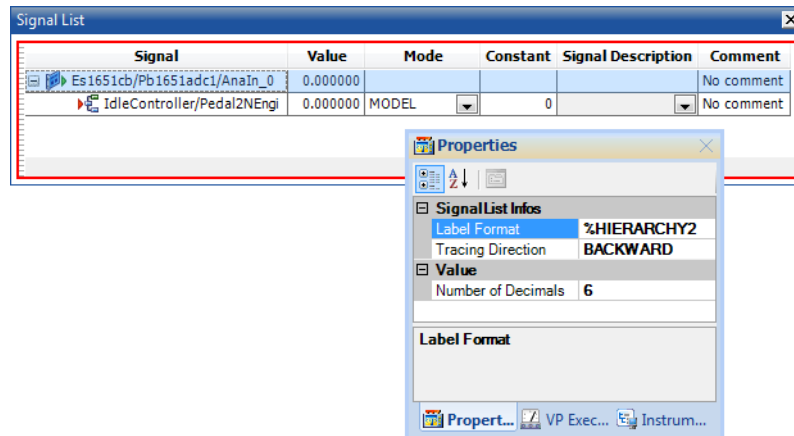 Signal List
Signal Value Mode Constant Signal Description Comment
Es1651cb/Pb1651adc1/AnaIn_0 0.000000 No comment
IdleController/Pedal2NEngi 0.000000 MODEL 0 No comment
Properties
SignalList Infos
Label Format %HIERARCHY2
Tracing Direction BACKWARD
Value
Number of Decimals 6
Label Format
Propert... VP Exec... Instrum...